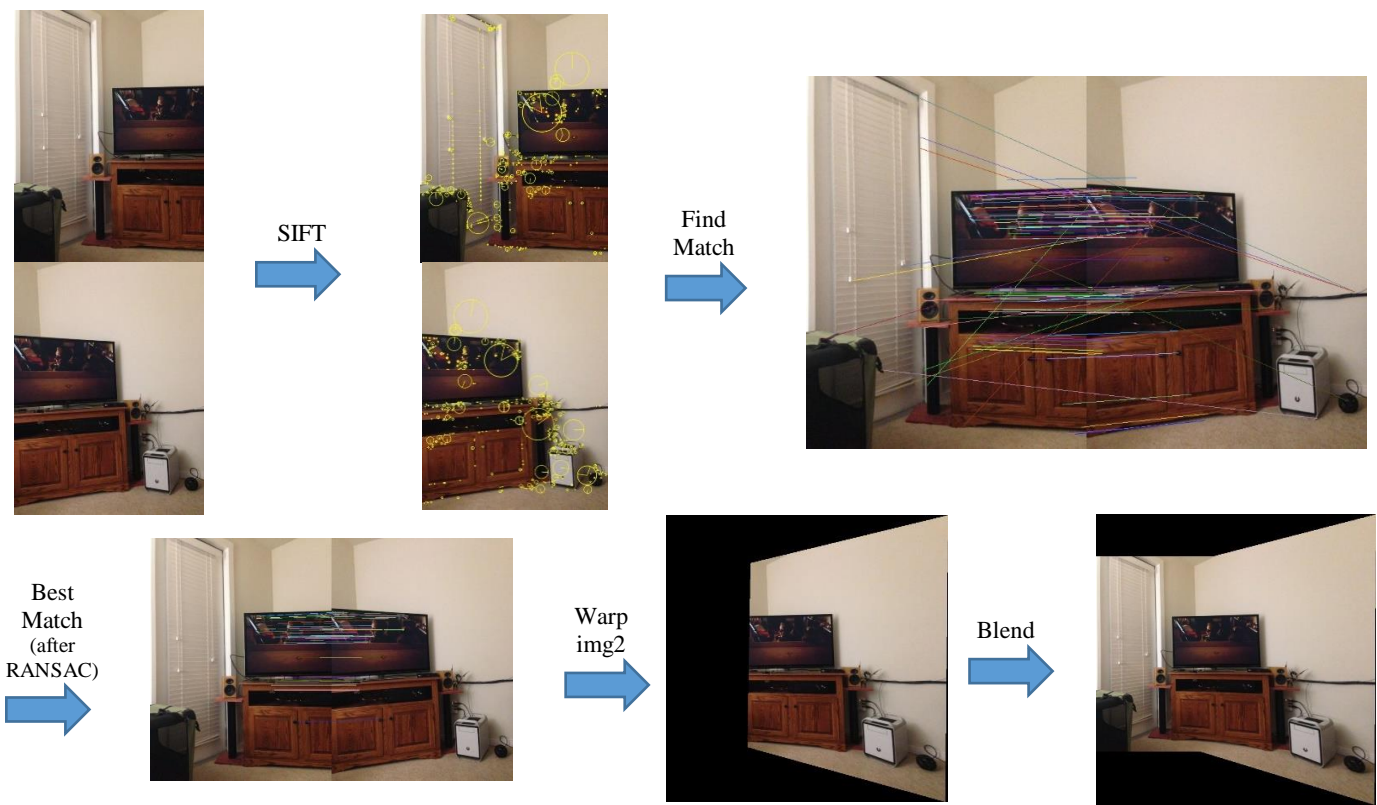 SIFT
Find
Match
Best
Match
(after
RANSAC)
Warp
img2
Blend